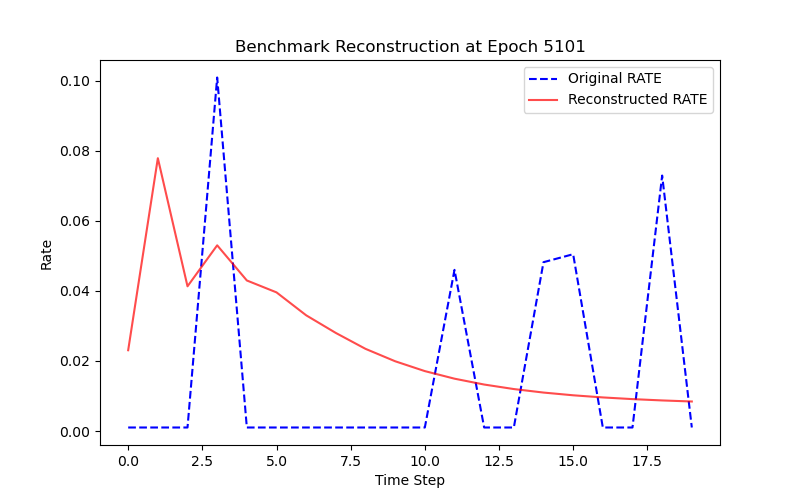 Benchmark Reconstruction at Epoch 5101
Original RATE
Reconstructed RATE
0.10
0.08
0.06
0.04
0.02
0.00
Rate
0.0 2.5 5.0 7.5 10.0 12.5 15.0 17.5
Time Step